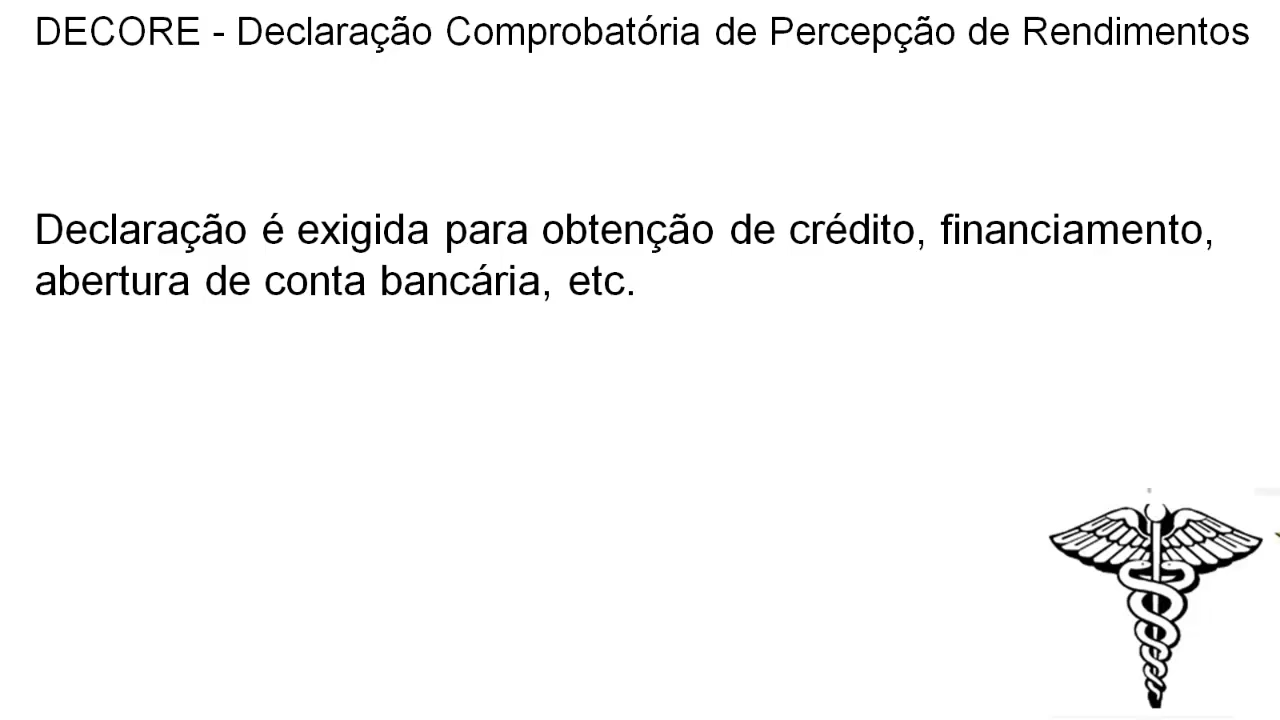 DECORE - Declaração Comprobatória de Percepção de Rendimentos
Declaração é exigida para obtenção de crédito, financiamento,
abertura de conta bancária, etc.